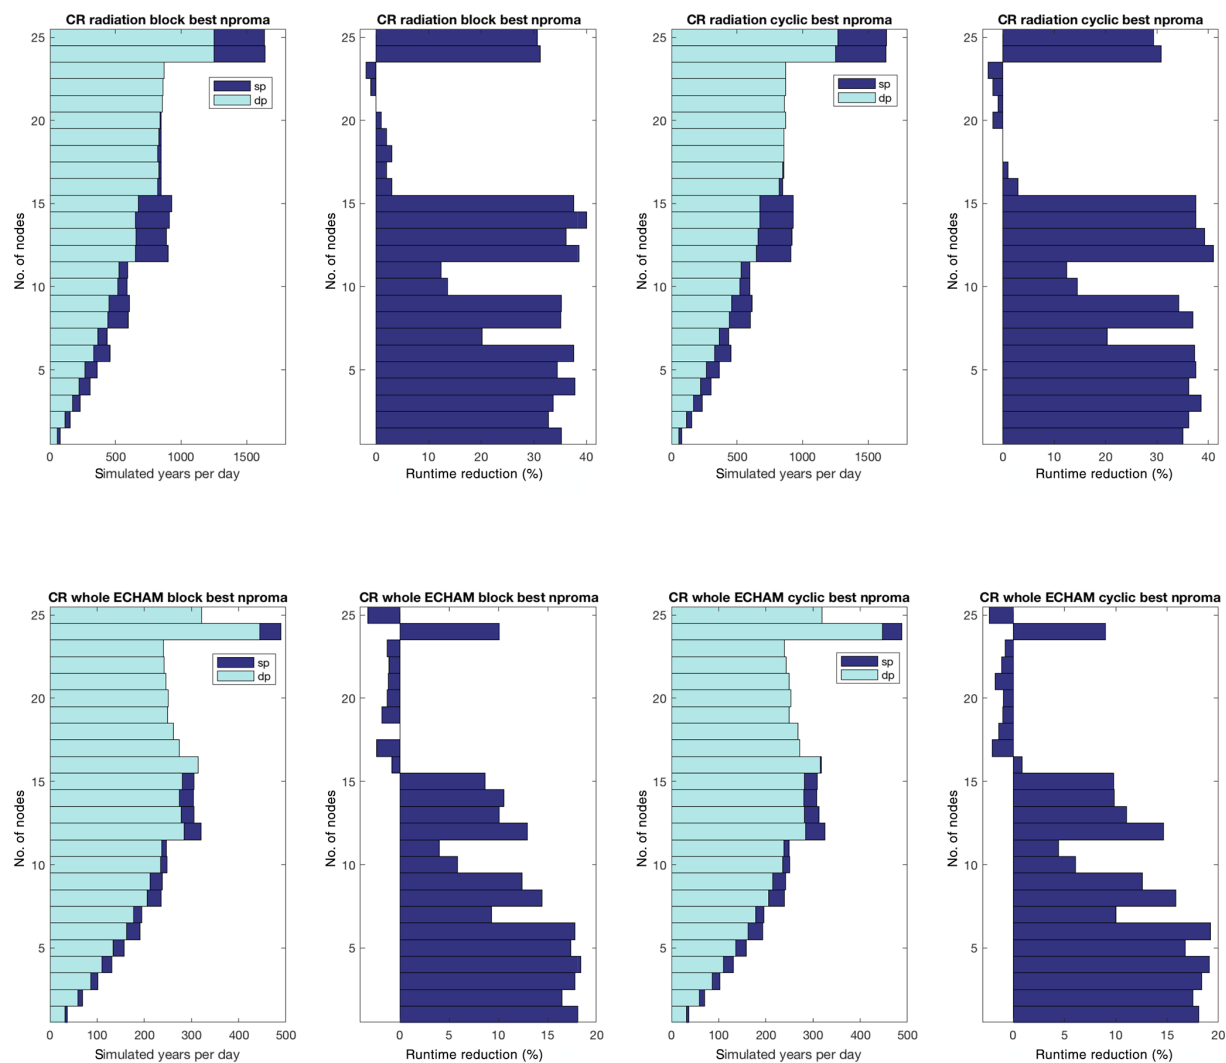 CR radiation block best nproma
CR radiation block best nproma
CR radiation cyclic best nproma
CR radiation cyclic best nproma
25
20
15
10
5
No. of nodes
sp
dp
0
500
1000
1500
Simulated years per day
25
20
15
10
5
No. of nodes
0
10
20
30
40
Runtime reduction (%)
25
20
15
10
5
No. of nodes
sp
dp
0
500
1000
1500
Simulated years per day
25
20
15
10
5
No. of nodes
0
10
20
30
40
Runtime reduction (%)
CR whole ECHAM block best nproma
CR whole ECHAM block best nproma
CR whole ECHAM cyclic best nproma
CR whole ECHAM cyclic best nproma
25
20
15
10
5
No. of nodes
sp
dp
0
100
200
300
400
500
Simulated years per day
25
20
15
10
5
No. of nodes
0
5
10
15
20
Runtime reduction (%)
25
20
15
10
5
No. of nodes
sp
dp
0
100
200
300
400
500
Simulated years per day
25
20
15
10
5
No. of nodes
0
5
10
15
20
Runtime reduction (%)